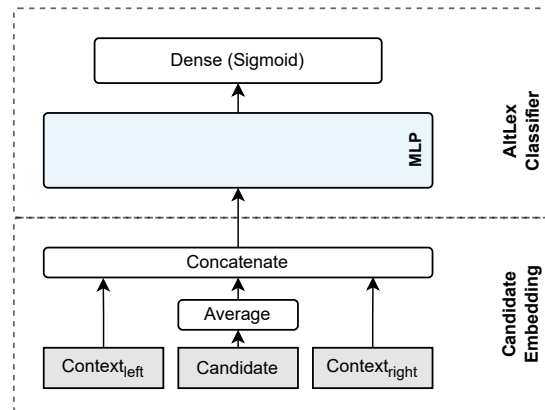 Dense (Sigmoid)
MLP
AltLex
Classifier
Concatenate
Average
Context_left
Candidate
Context_right
Candidate
Embedding